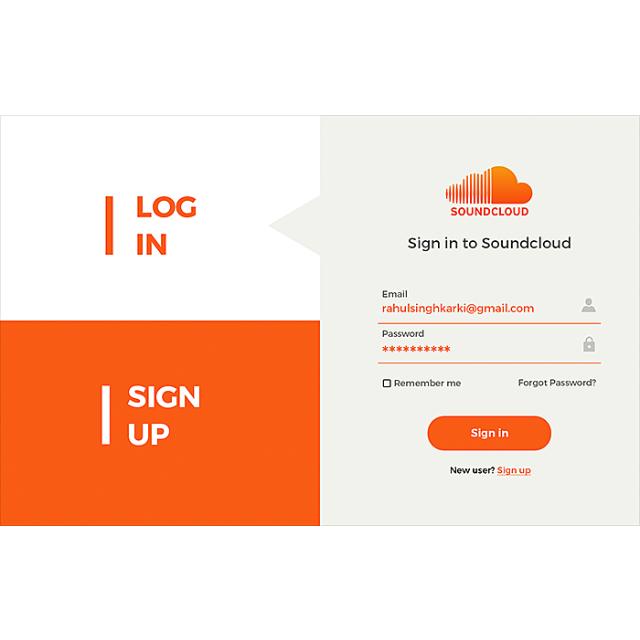 LOG
IN
SIGN
UP
SOUNDCLOUD
Sign in to Soundcloud
Email
rahulsinghkarki@gmail.com
Password
**********
Remember me Forgot Password?
Sign in
New user? Sign up